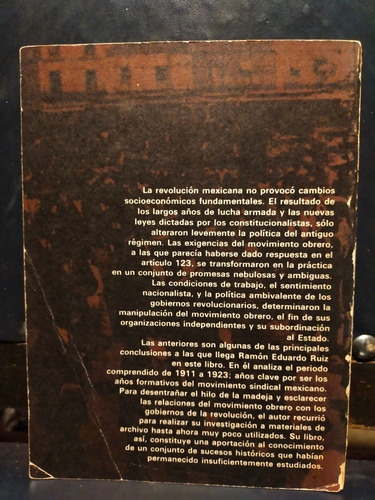 La revolución mexicana no provocó cambios
socioeconómicos fundamentales. El resultado de
los largos años de lucha armada y las nuevas
leyes dictadas por los constitucionalistas, sólo
alteraron levemente la política del antiguo
régimen. Las exigencias del movimiento obrero,
a las que parecía haberse dado respuesta en el
artículo 123, se transformaron en la práctica
en un conjunto de promesas nebulosas y ambiguas.
Las condiciones de trabajo, el sentimiento
nacionalista, y la política ambivalente de los
gobiernos revolucionarios, determinaron la
manipulación del movimiento obrero, el fin de sus
organizaciones independientes y su subordinación
al Estado.
Las anteriores son algunas de las principales
conclusiones a las que llega Ramón Eduardo Ruiz
en este libro. En él analiza el periodo
comprendido de 1911 a 1923; años clave por ser los
años formativos del movimiento sindical mexicano.
Para desentrañar el hilo de la madeja y esclarecer
las relaciones del movimiento obrero con los
gobiernos de la revolución, el autor recurrió
para realizar su investigación a materiales de
archivo hasta ahora muy poco utilizados. Su libro,
así, constituye una aportación al conocimiento
de un conjunto de sucesos históricos que habían
permanecido insuficientemente estudiados.